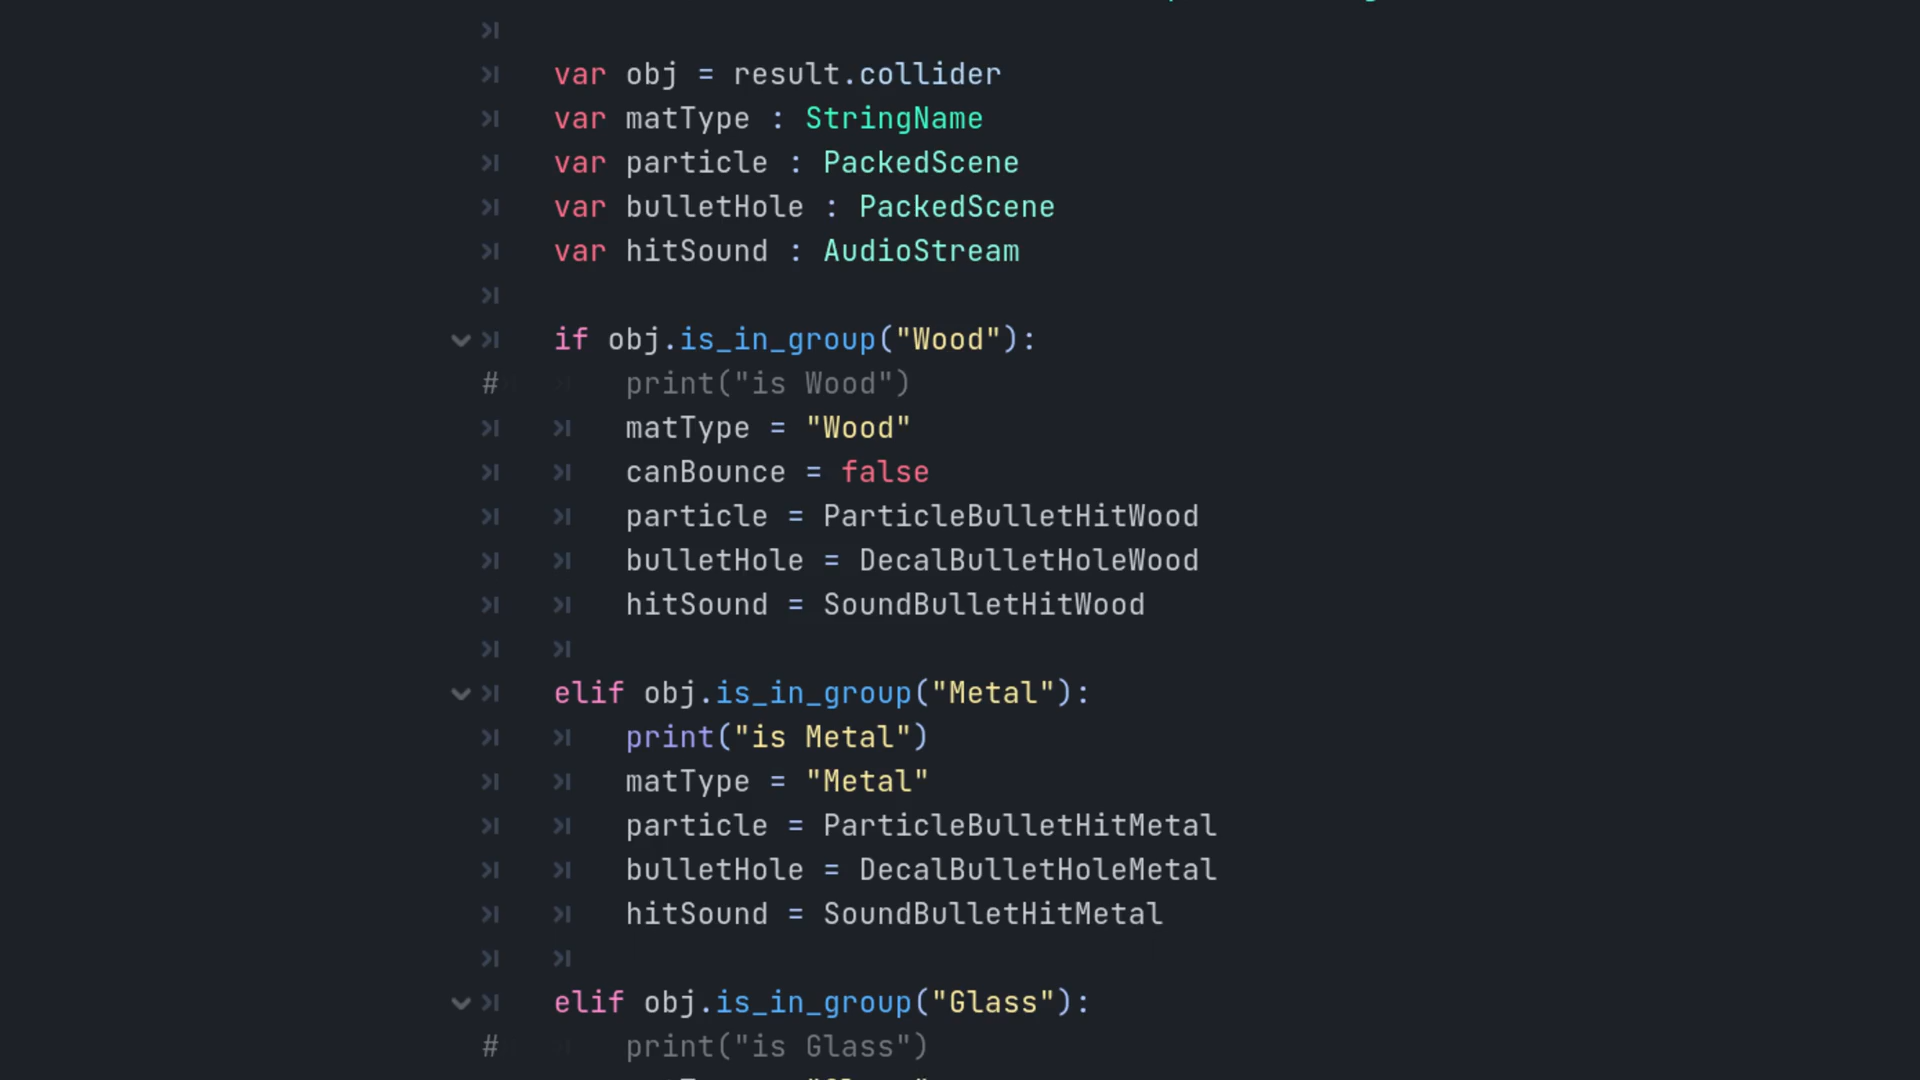 var obj = result.collider
var matType : StringName
var particle : PackedScene
var bulletHole : PackedScene
var hitSound : AudioStream
if obj.is_in_group("Wood"):
# print("is Wood")
matType = "Wood"
canBounce = false
particle = ParticleBulletHitWood
bulletHole = DecalBulletHoleWood
hitSound = SoundBulletHitWood
elif obj.is_in_group("Metal"):
print("is Metal")
matType = "Metal"
particle = ParticleBulletHitMetal
bulletHole = DecalBulletHoleMetal
hitSound = SoundBulletHitMetal
elif obj.is_in_group("Glass"):
# print("is Glass")